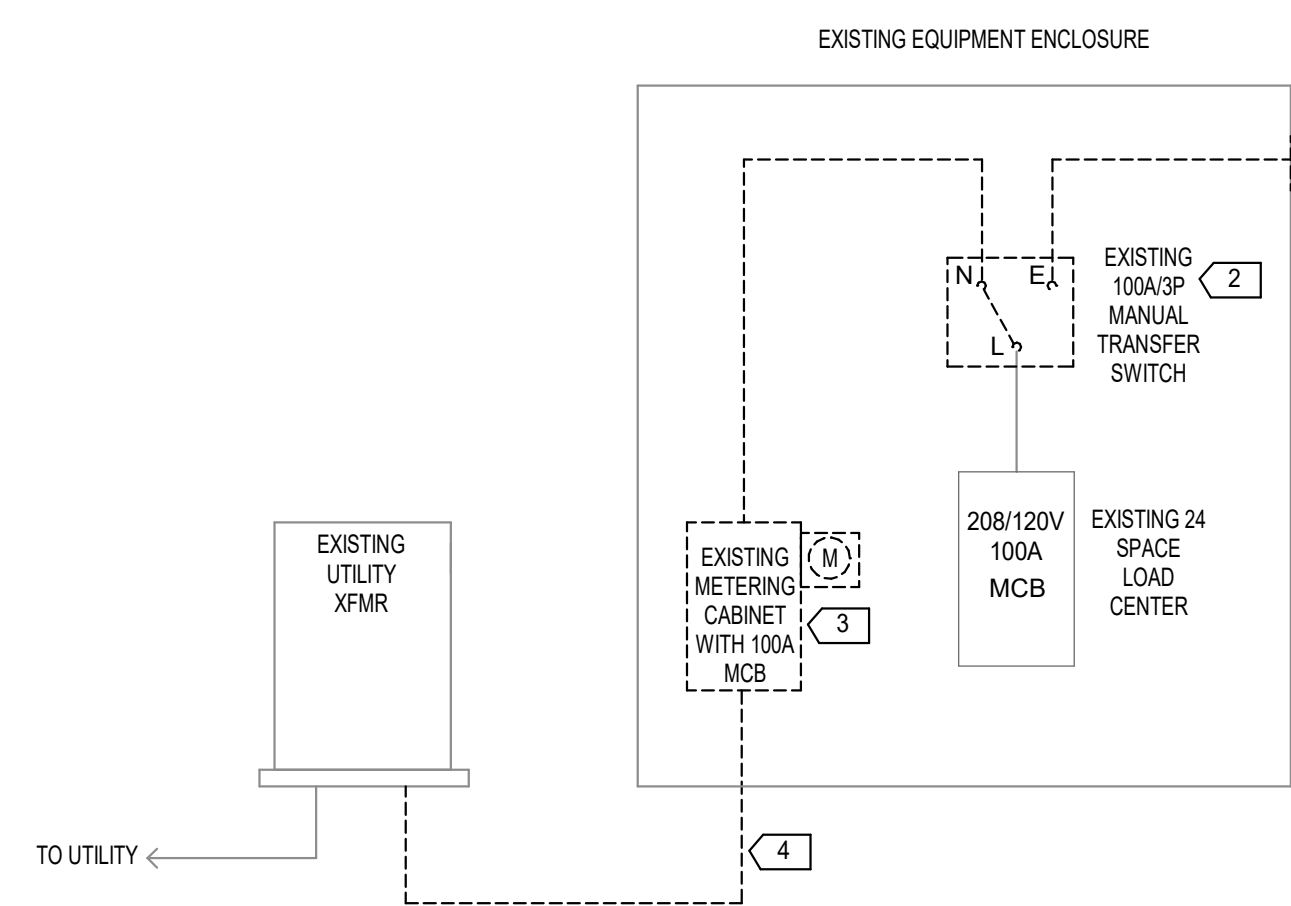 EXISTING EQUIPMENT ENCLOSURE
N
E
L
EXISTING
100A/3P
MANUAL
TRANSFER
SWITCH
2
208/120V
100A
MCB
EXISTING 24
SPACE
LOAD
CENTER
EXISTING
UTILITY
XFMR
EXISTING
METERING
CABINET
WITH 100A
MCB
M
3
TO UTILITY
4